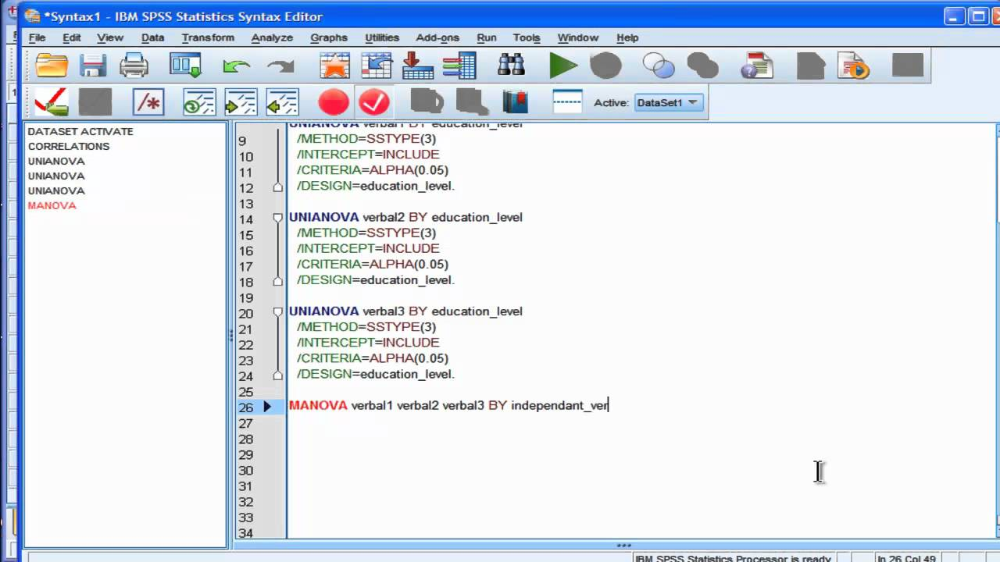 *Syntax1 - IBM SPSS Statistics Syntax Editor
File Edit View Data Transform Analyze Graphs Utilities Add-ons Run Tools Window Help
Active: DataSet1
DATASET ACTIVATE
CORRELATIONS
UNIANOVA
UNIANOVA
UNIANOVA
MANOVA
UNIANOVA verbal1 BY education_level
9 /METHOD=SSTYPE(3)
10 /INTERCEPT=INCLUDE
11 /CRITERIA=ALPHA(0.05)
12 /DESIGN=education_level.
13
14 UNIANOVA verbal2 BY education_level
15 /METHOD=SSTYPE(3)
16 /INTERCEPT=INCLUDE
17 /CRITERIA=ALPHA(0.05)
18 /DESIGN=education_level.
19
20 UNIANOVA verbal3 BY education_level
21 /METHOD=SSTYPE(3)
22 /INTERCEPT=INCLUDE
23 /CRITERIA=ALPHA(0.05)
24 /DESIGN=education_level.
25
26 MANOVA verbal1 verbal2 verbal3 BY independant_ver
27
28
29
30
31
32
33
34
IBM SPSS Statistics Processor is ready In 26 Col 49